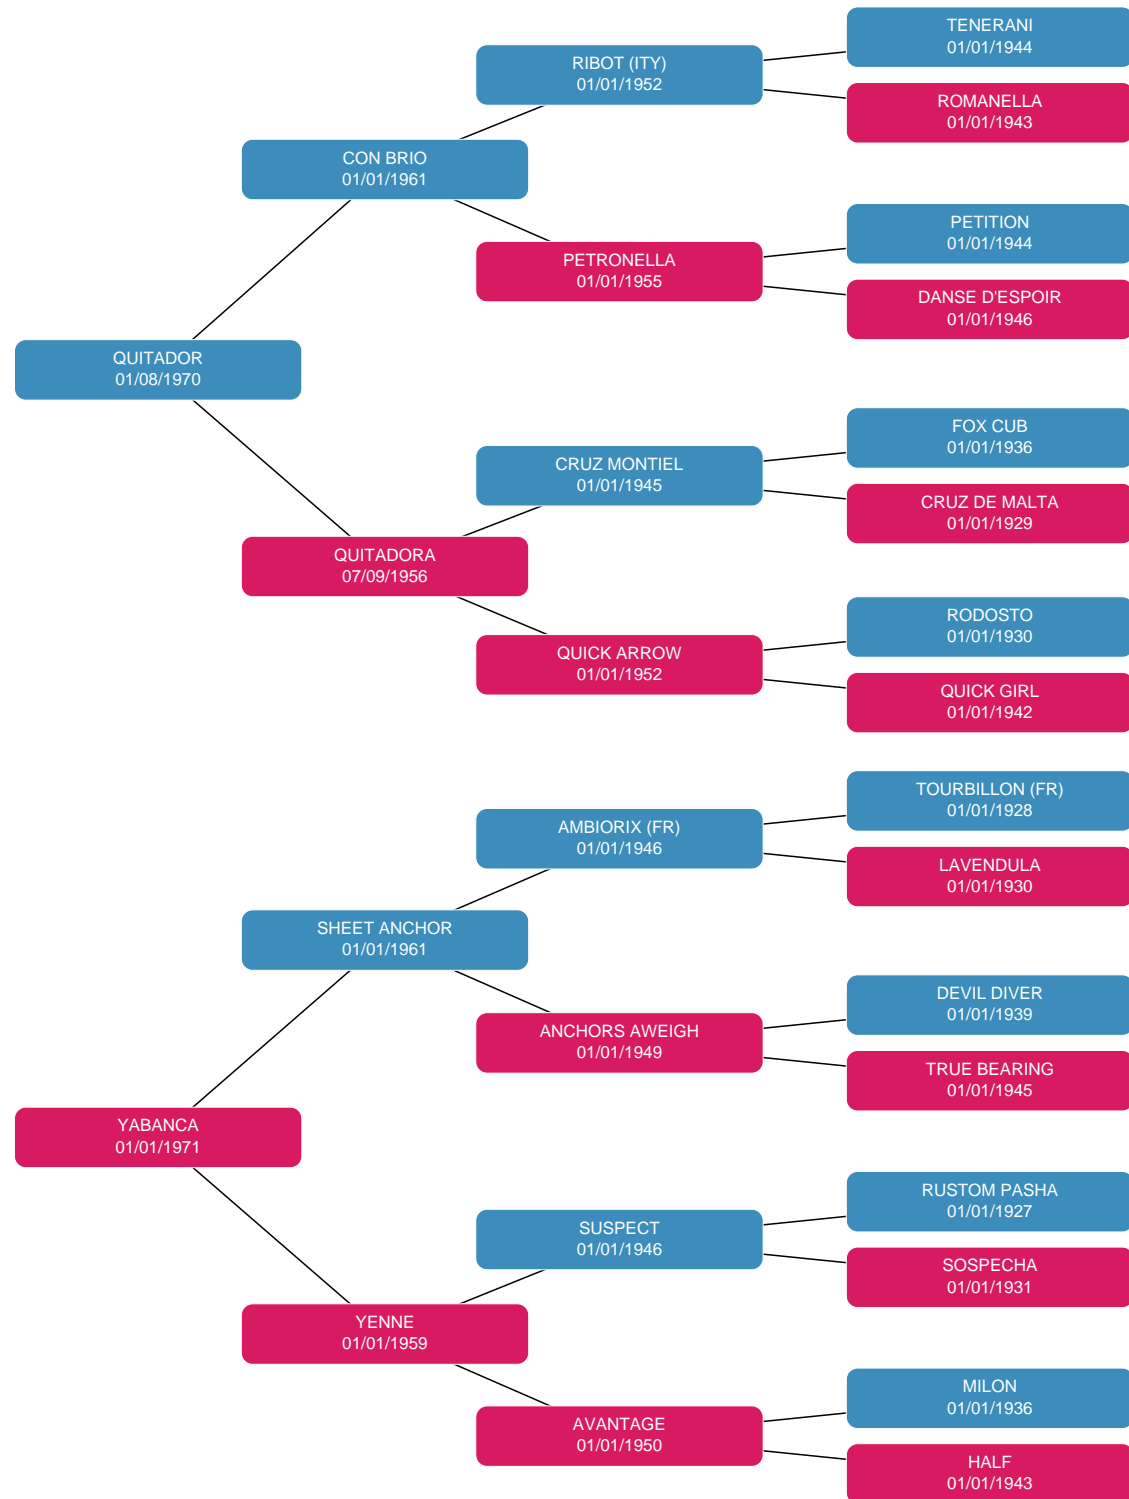 TENERANI
01/01/1944
RIBOT (ITY)
01/01/1952
ROMANELLA
01/01/1943
CON BRIO
01/01/1961
PETITION
01/01/1944
PETRONELLA
01/01/1955
DANSE D'ESPOIR
01/01/1946
QUITADOR
01/08/1970
FOX CUB
01/01/1936
CRUZ MONTIEL
01/01/1945
CRUZ DE MALTA
01/01/1929
QUITADORA
07/09/1956
RODOSTO
01/01/1930
QUICK ARROW
01/01/1952
QUICK GIRL
01/01/1942
TOURBILLON (FR)
01/01/1928
AMBIORIX (FR)
01/01/1946
LAVENDULA
01/01/1930
SHEET ANCHOR
01/01/1961
DEVIL DIVER
01/01/1939
ANCHORS AWEIGH
01/01/1949
TRUE BEARING
01/01/1945
YABANCA
01/01/1971
RUSTOM PASHA
01/01/1927
SUSPECT
01/01/1946
SOSPECHA
01/01/1931
YENNE
01/01/1959
MILON
01/01/1936
AVANTAGE
01/01/1950
HALF
01/01/1943